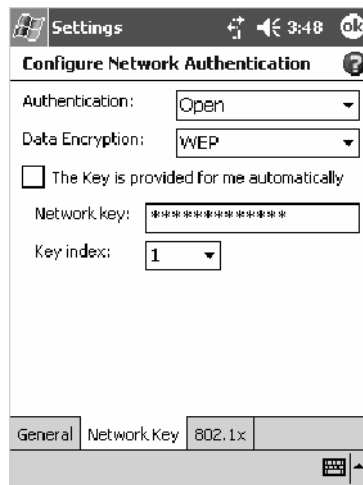 Settings 3:48 ok
Configure Network Authentication ?
Authentication: Open
Data Encryption: WEP
The Key is provided for me automatically
Network key: *************
Key index: 1
General Network Key 802.1x